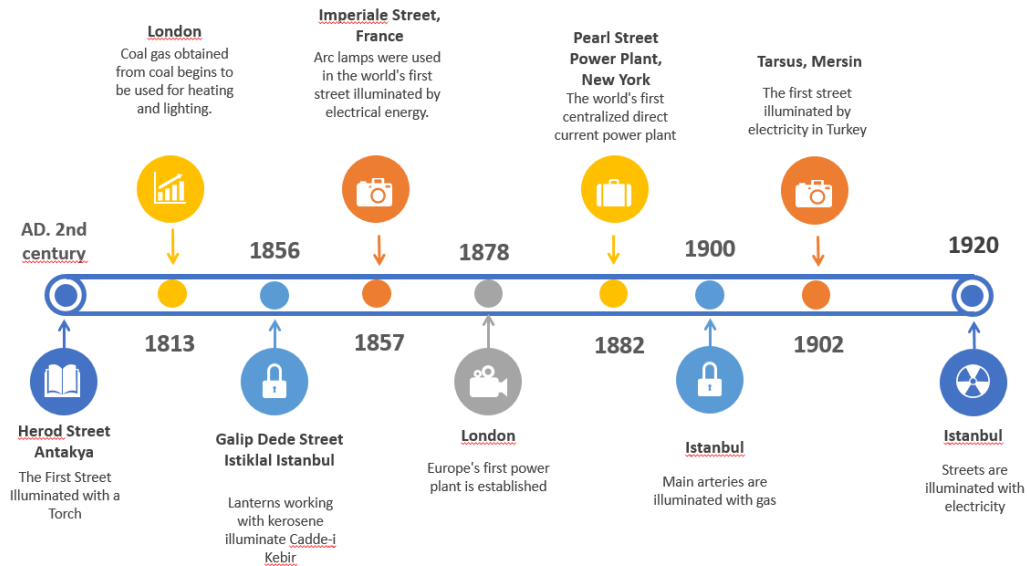 London
Coal gas obtained
from coal begins to
be used for heating
and lighting.
Imperiale Street,
France
Arc lamps were used
in the world's first
street illuminated by
electrical energy.
Pearl Street
Power Plant,
New York
The world's first
centralized direct
current power plant
Tarsus, Mersin
The first street
illuminated by
electricity in Turkey
AD. 2nd
century
1856
1878
1900
1920
1813
1857
1882
1902
Herod Street
Antakya
The First Street
Illuminated with a
Torch
Galip Dede Street
Istiklal Istanbul
Lanterns working
with kerosene
illuminate Cadde-i
Kebir
London
Europe's first power
plant is established
Istanbul
Main arteries are
illuminated with gas
Istanbul
Streets are
illuminated with
electricity